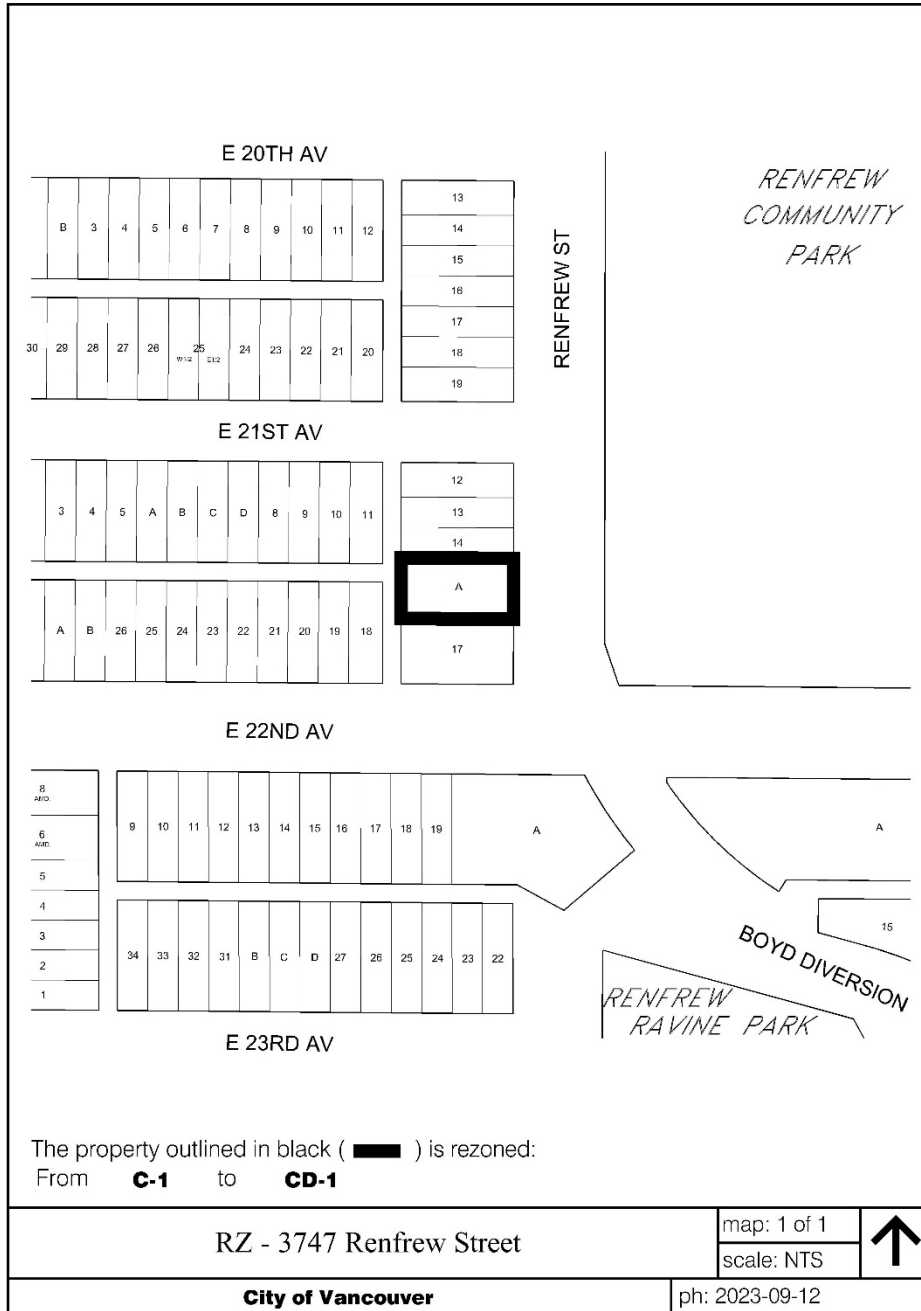 E 20TH AV
RENFREW
COMMUNITY
PARK
RENFREW ST
B 3 4 5 6 7 8 9 10 11 12
13
14
15
16
17
18
19
30 29 28 27 26 25 24 23 22 21 20
W1/2 E1/2
E 21ST AV
3 4 5 A B C D 8 9 10 11
12
13
14
A
17
A B 26 25 24 23 22 21 20 19 18
E 22ND AV
8
AMD.
6
AMD.
5
4
3
2
1
9 10 11 12 13 14 15 16 17 18 19 A
A
15
34 33 32 31 B C D 27 26 25 24 23 22
BOYD DIVERSION
RENFREW
RAVINE PARK
E 23RD AV
The property outlined in black ( ) is rezoned:
From C-1 to CD-1
RZ - 3747 Renfrew Street
map: 1 of 1
scale: NTS
City of Vancouver
ph: 2023-09-12